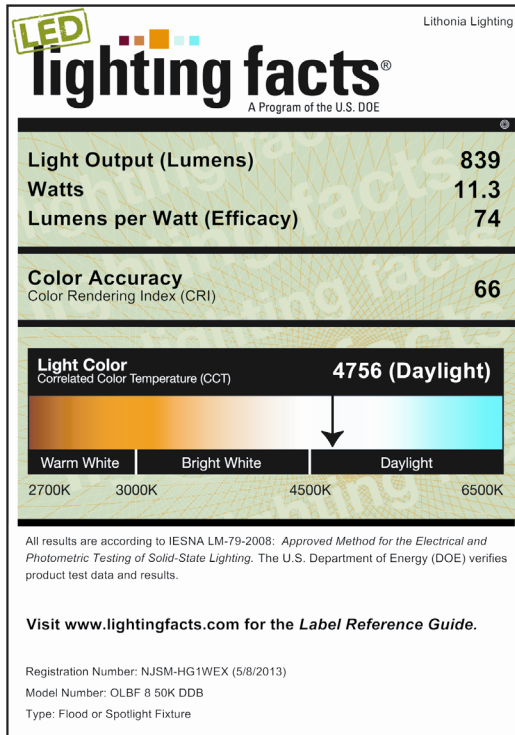 Lithonia Lighting
LED
lighting facts®
A Program of the U.S. DOE
Light Output (Lumens) 839
Watts 11.3
Lumens per Watt (Efficacy) 74
Color Accuracy
Color Rendering Index (CRI) 66
Light Color
Correlated Color Temperature (CCT) 4756 (Daylight)
Warm White Bright White Daylight
2700K 3000K 4500K 6500K
All results are according to IESNA LM-79-2008: Approved Method for the Electrical and
Photometric Testing of Solid-State Lighting. The U.S. Department of Energy (DOE) verifies
product test data and results.
Visit www.lightingfacts.com for the Label Reference Guide.
Registration Number: NJSM-HG1WEX (5/8/2013)
Model Number: OLBF 8 50K DDB
Type: Flood or Spotlight Fixture